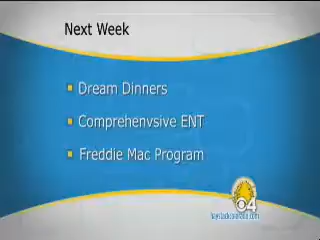 Next Week
Dream Dinners
Comprehenvsive ENT
Freddie Mac Program
4